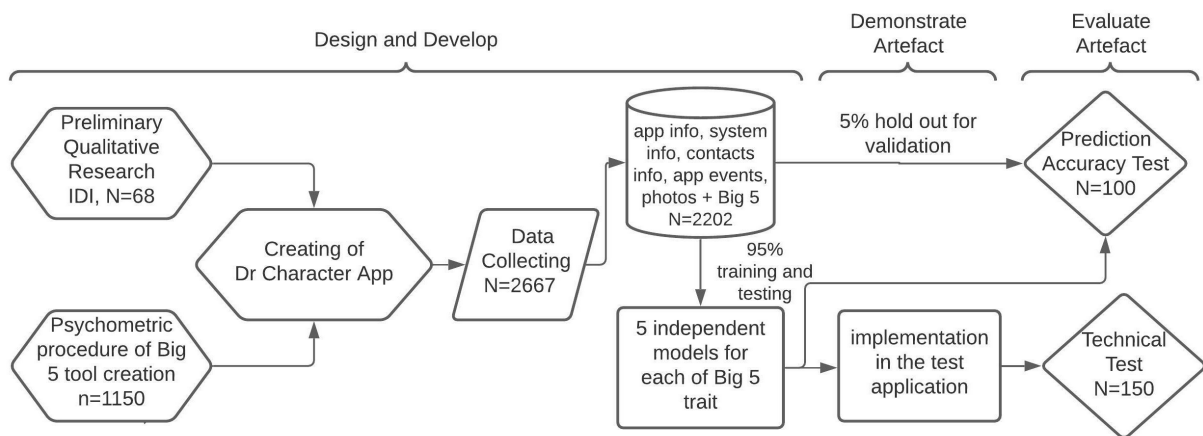 Design and Develop
Demonstrate
Artefact
Evaluate
Artefact
Preliminary
Qualitative
Research
IDI, N=68
Psychometric
procedure of Big
5 tool creation
n=1150
Creating of
Dr Character App
Data
Collecting
N=2667
app info, system
info, contacts
info, app events,
photos + Big 5
N=2202
5% hold out for
validation
Prediction
Accuracy Test
N=100
95%
training and
testing
5 independent
models for
each of Big 5
trait
implementation
in the test
application
Technical
Test
N=150